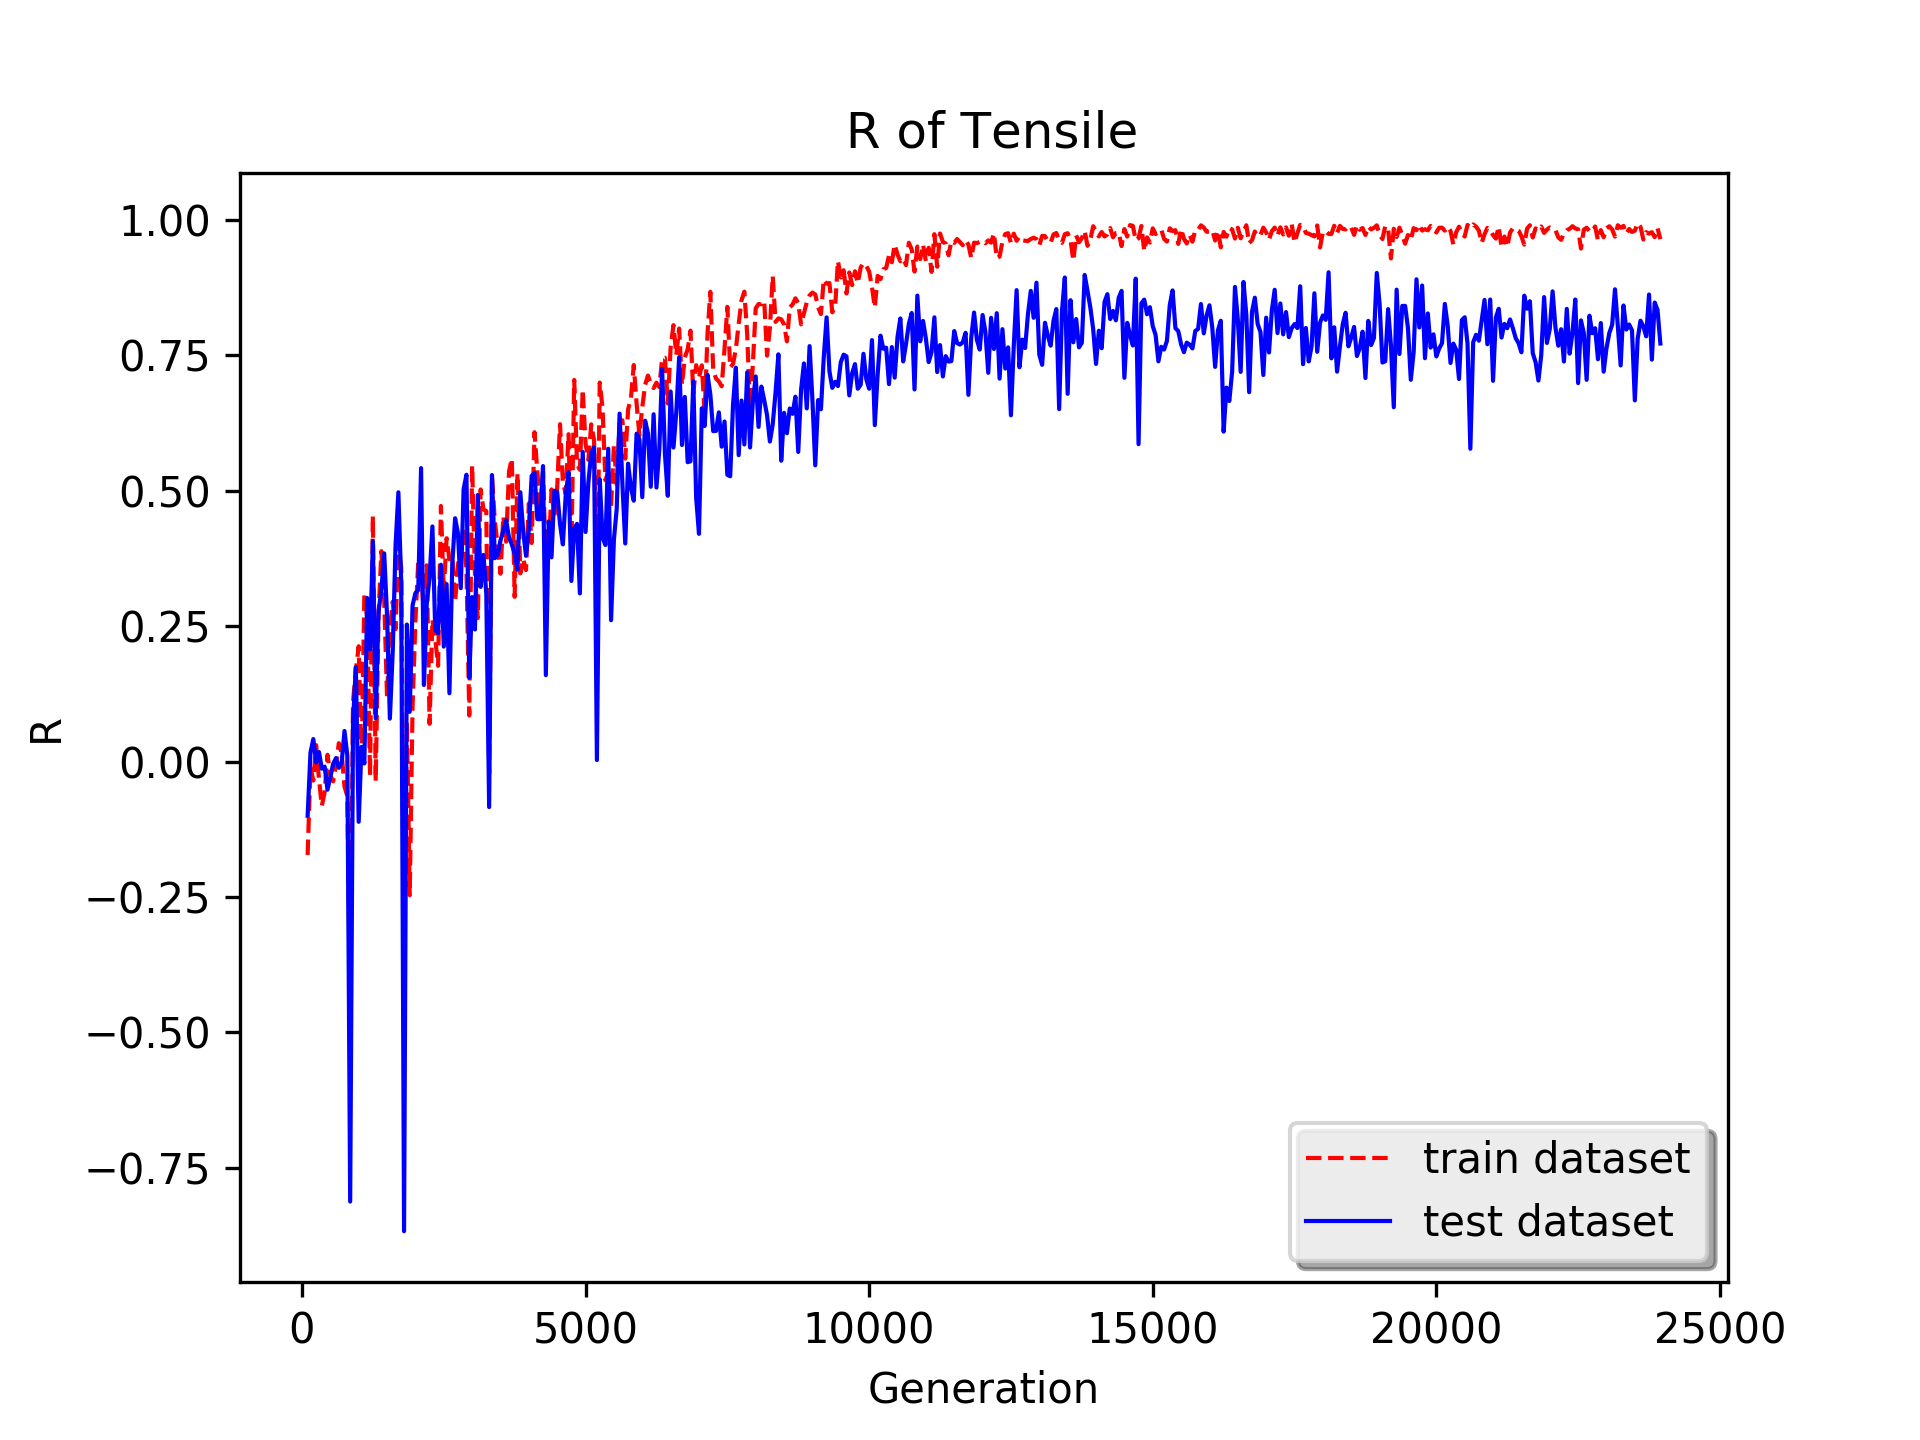 R of Tensile
1.00
0.75
0.50
0.25
0.00
−0.25
−0.50
−0.75
R
train dataset
test dataset
0 5000 10000 15000 20000 25000
Generation